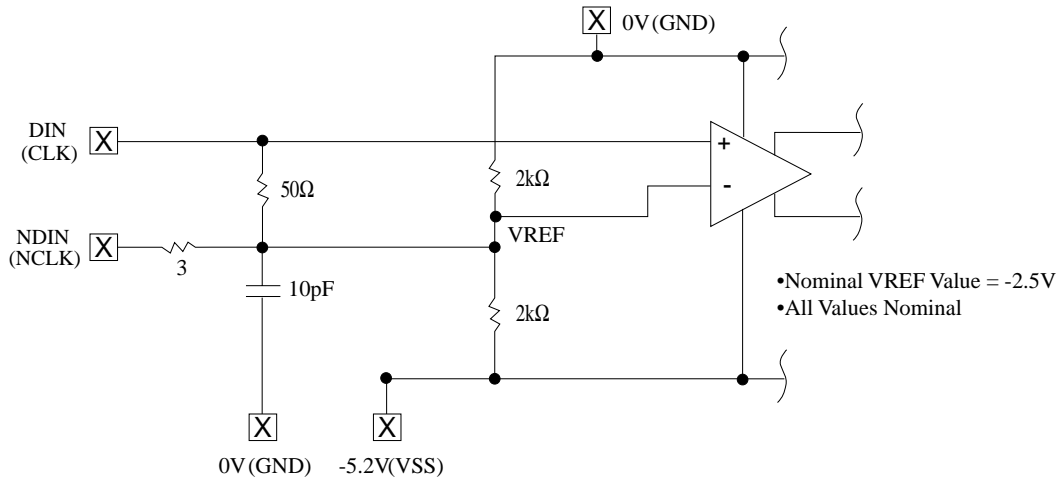 X 0V(GND)
DIN
(CLK)
X
+
50Ω
2kΩ
-
NDIN
(NCLK)
X
3
VREF
10pF
2kΩ
•Nominal VREF Value = -2.5V
•All Values Nominal
X
X
0V(GND)
-5.2V(VSS)